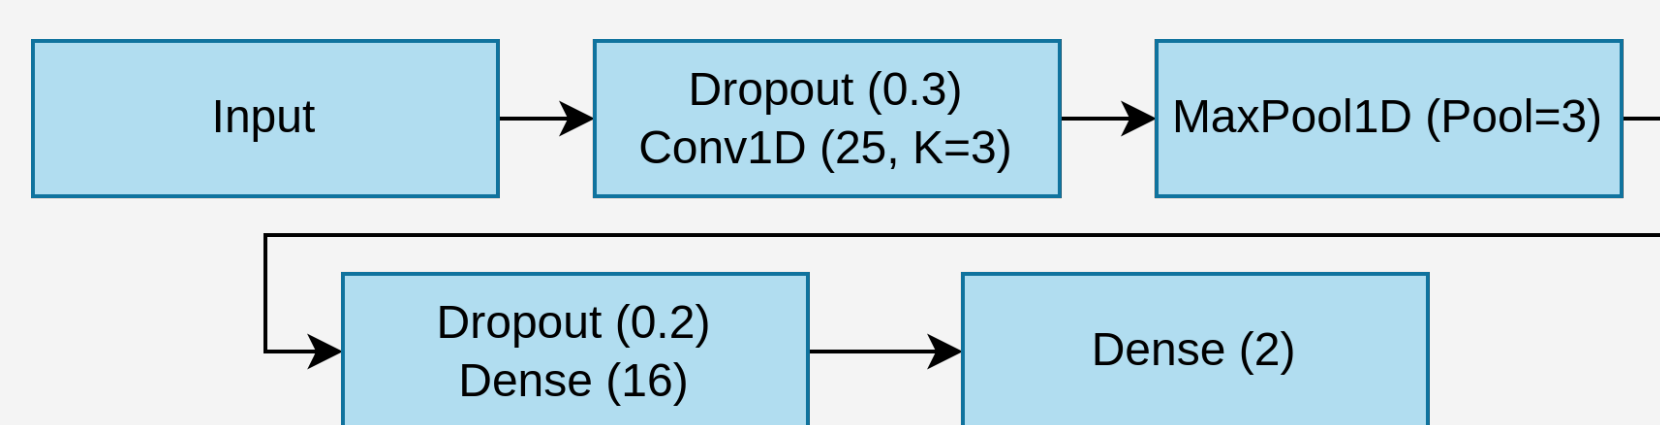 Input
Dropout (0.3)
Conv1D (25, K=3)
MaxPool1D (Pool=3)
Dropout (0.2)
Dense (16)
Dense (2)